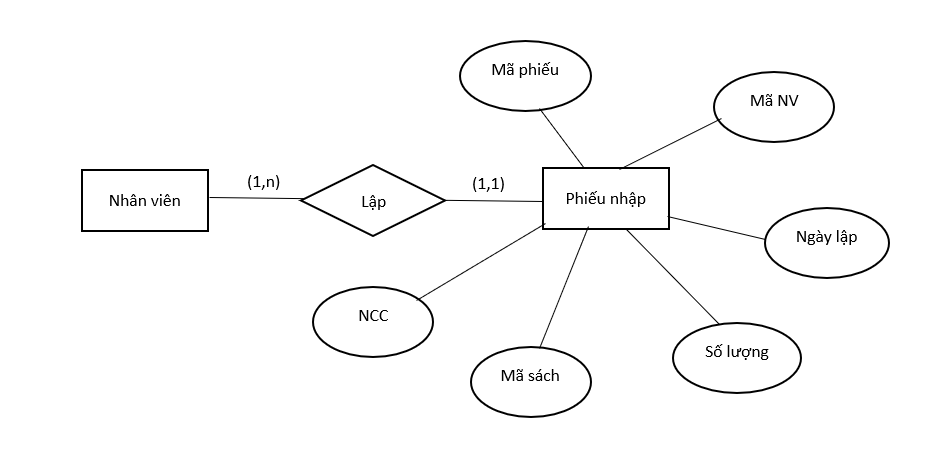 Mã phiếu
Mã NV
(1,n)
(1,1)
Nhân viên
Lập
Phiếu nhập
Ngày lập
NCC
Số lượng
Mã sách